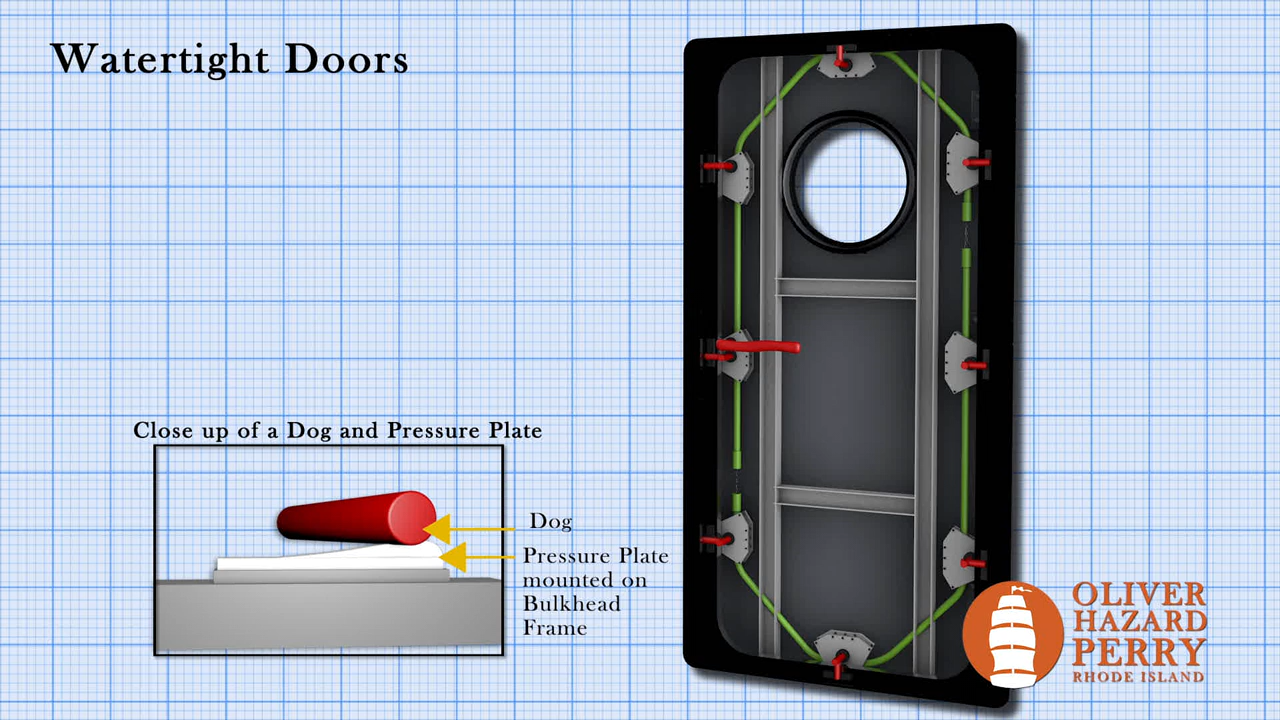 Watertight Doors
Close up of a Dog and Pressure Plate
Dog
Pressure Plate
mounted on
Bulkhead
Frame
OLIVER
HAZARD
PERRY
RHODE ISLAND